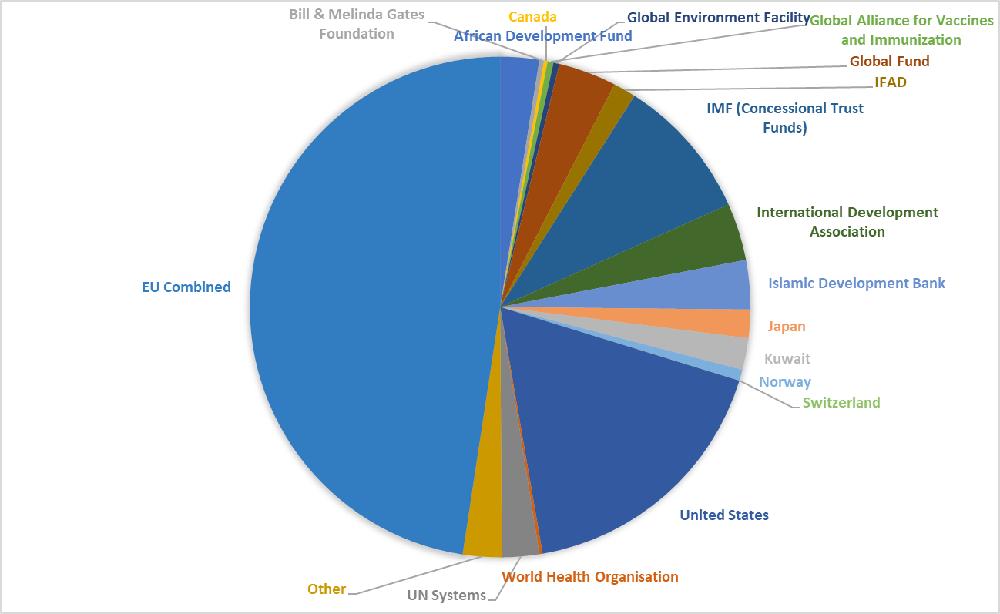 Bill & Melinda Gates
Foundation
Canada
African Development Fund
Global Environment Facility
Global Alliance for Vaccines
and Immunization
Global Fund
IFAD
IMF (Concessional Trust
Funds)
International Development
Association
Islamic Development Bank
Japan
Kuwait
Norway
Switzerland
United States
World Health Organisation
UN Systems
Other
EU Combined